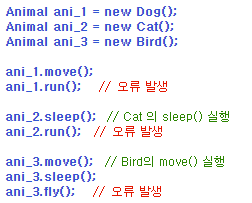 Animal ani_1 = new Dog();
Animal ani_2 = new Cat();
Animal ani_3 = new Bird();
ani_1.move();
ani_1.run(); // 오류 발생
ani_2.sleep(); // Cat 의 sleep() 실행
ani_2.run(); // 오류 발생
ani_3.move(); // Bird의 move() 실행
ani_3.sleep();
ani_3.fly(); // 오류 발생